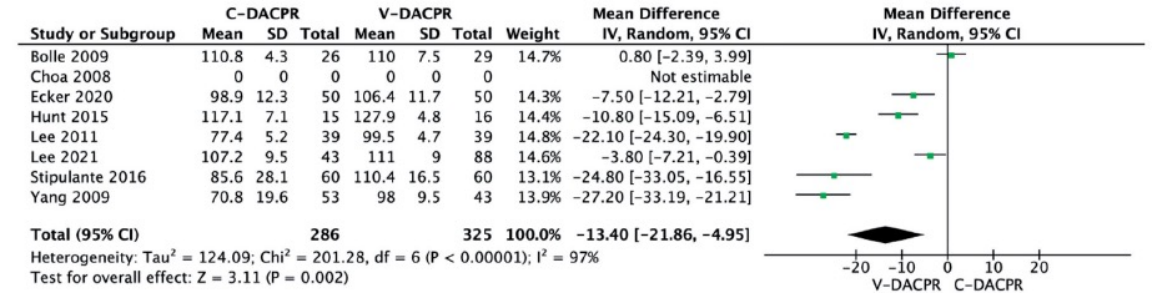 C-DACPR V-DACPR Mean Difference Mean Difference
Study or Subgroup Mean SD Total Mean SD Total Weight IV, Random, 95% CI IV, Random, 95% CI
Bolle 2009 110.8 4.3 26 110 7.5 29 14.7% 0.80 [-2.39, 3.99]
Choa 2008 0 0 0 0 0 0 Not estimable
Ecker 2020 98.9 12.3 50 106.4 11.7 50 14.3% -7.50 [-12.21, -2.79]
Hunt 2015 117.1 7.1 15 127.9 4.8 16 14.6% -10.80 [-15.09, -6.51]
Lee 2011 77.4 5.2 39 99.5 4.7 39 14.8% -22.10 [-24.30, -19.90]
Lee 2021 107.2 9.5 43 111 9 88 14.6% -3.80 [-7.21, -0.39]
Stipulante 2016 85.6 28.1 60 110.4 16.5 60 13.1% -24.80 [-33.05, -16.55]
Yang 2009 70.8 19.6 53 98 9.5 43 13.9% -27.20 [-33.19, -21.21]
Total (95% CI) 286 325 100.0% -13.40 [-21.86, -4.95]
Heterogeneity: Tau² = 124.09; Chi² = 201.28, df = 6 (P < 0.00001); I² = 97%
Test for overall effect: Z = 3.11 (P = 0.002)
-20 -10 0 10 20
V-DACPR C-DACPR